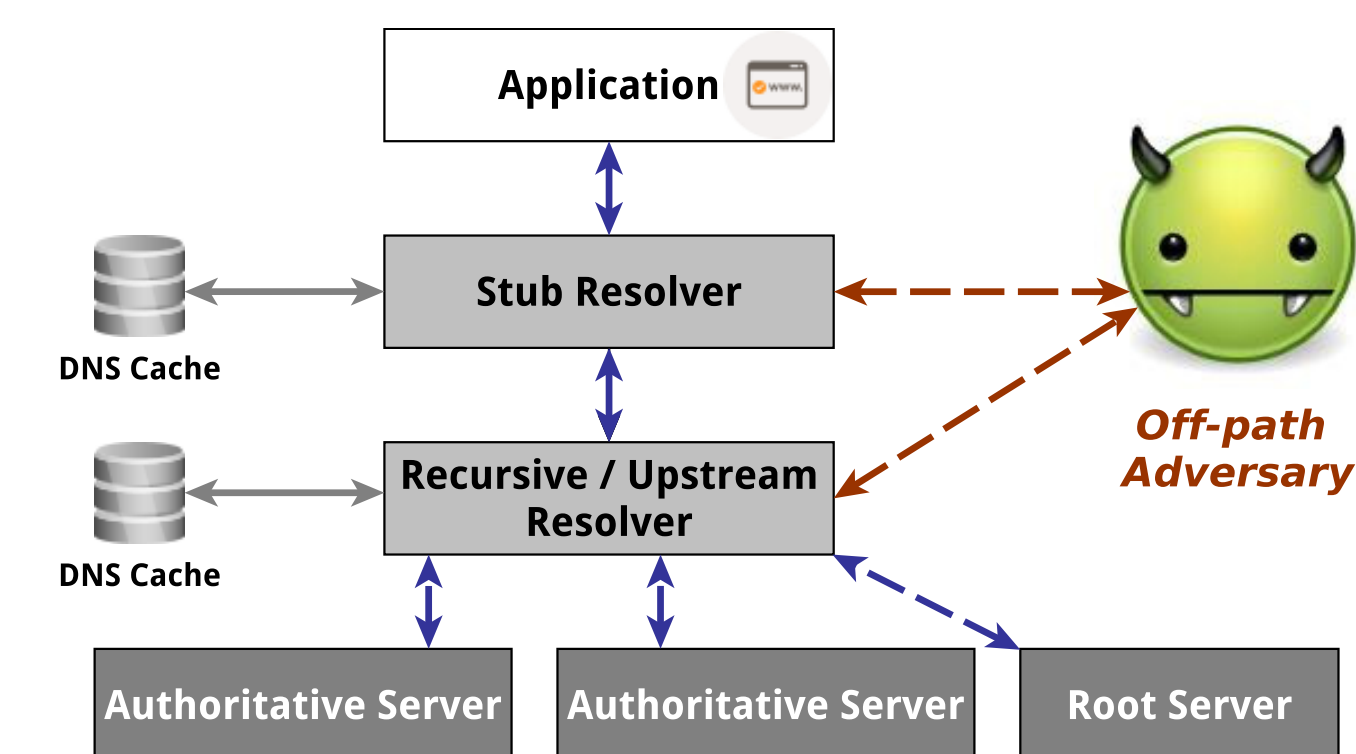 Application
www.
Stub Resolver
DNS Cache
Off-path
Adversary
Recursive / Upstream
Resolver
DNS Cache
Authoritative Server
Authoritative Server
Root Server